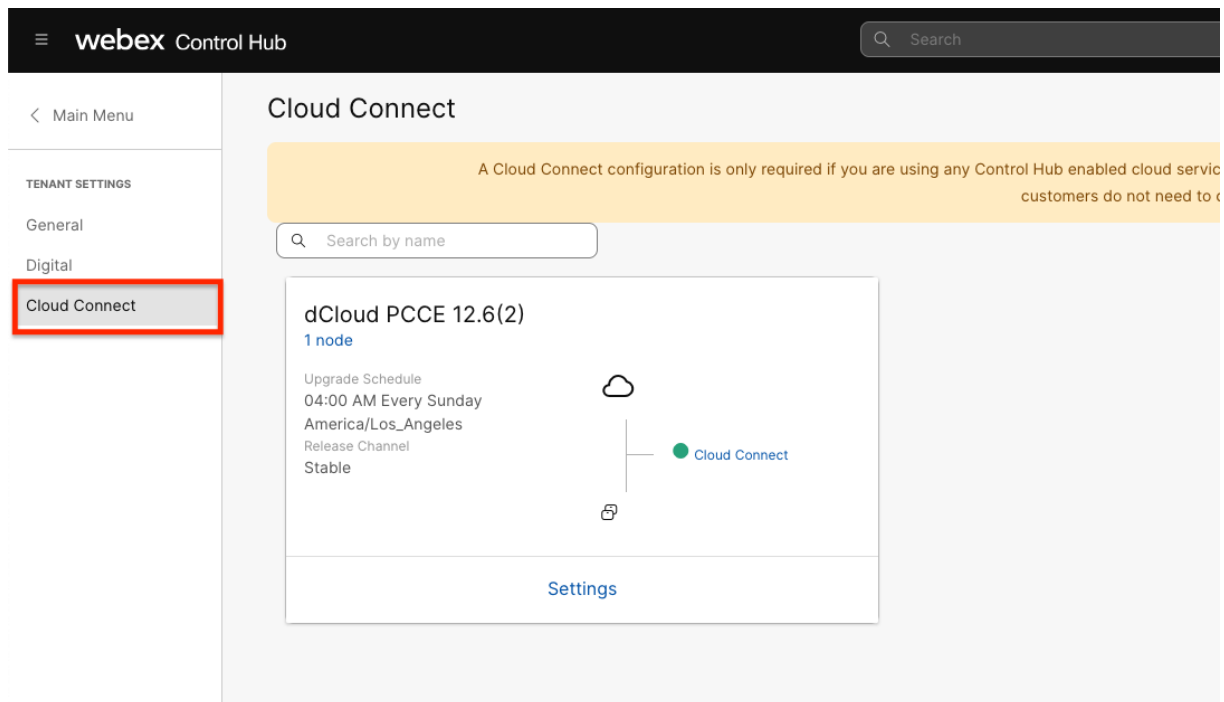 webex Control Hub
Search
Main Menu
TENANT SETTINGS
General
Digital
Cloud Connect
Cloud Connect
A Cloud Connect configuration is only required if you are using any Control Hub enabled cloud servic
customers do not need to
Search by name
dCloud PCCE 12.6(2)
1 node
Upgrade Schedule
04:00 AM Every Sunday
America/Los_Angeles
Release Channel
Stable
Cloud Connect
Settings